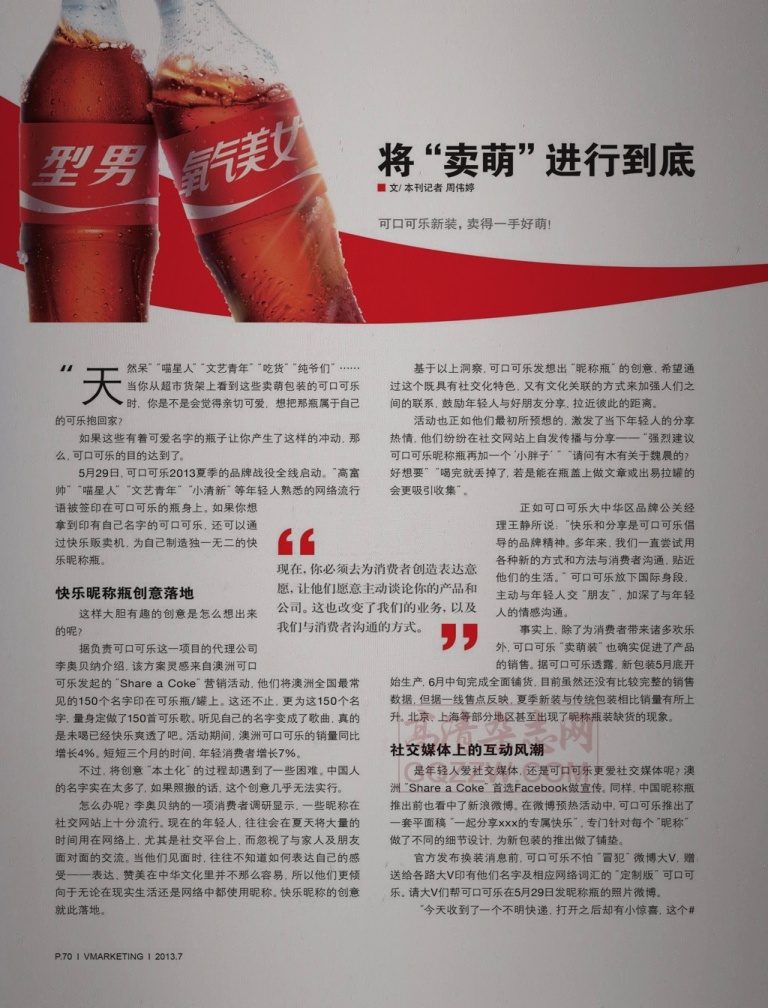 型男
氧气美女
将“卖萌”进行到底
■ 文/ 本刊记者 周伟婷
可口可乐新装，卖得一手好萌！
“天然呆”“喵星人”“文艺青年”“吃货”“纯爷们”……
当你从超市货架上看到这些卖萌包装的可口可乐
时，你是不是会觉得亲切可爱，想把那瓶属于自己
的可乐抱回家？
如果这些有着可爱名字的瓶子让你产生了这样的冲动，那
么，可口可乐的目的达到了。
5月29日，可口可乐2013夏季的品牌战役全线启动。“高富
帅”“喵星人”“文艺青年”“小清新”等年轻人熟悉的网络流行
语被签印在可口可乐的瓶身上。如果你想
拿到印有自己名字的可口可乐，还可以通
过快乐贩卖机，为自己制造独一无二的快
乐昵称瓶。
快乐昵称瓶创意落地
这样大胆有趣的创意是怎么想出来
的呢？
据负责可口可乐这一项目的代理公司
李奥贝纳介绍，该方案灵感来自澳洲可口
可乐发起的“Share a Coke”营销活动，他们将澳洲全国最常
见的150个名字印在可乐瓶/罐上。这还不止，更为这150个名
字，量身定做了150首可乐歌。听见自己的名字变成了歌曲，真的
是未喝已经快乐爽透了吧。活动期间，澳洲可口可乐的销量同比
增长4%。短短三个月的时间，年轻消费者增长7%。
不过，将创意“本土化”的过程却遇到了一些困难。中国人
的名字实在太多了，如果照搬的话，这个创意几乎无法实行。
怎么办呢？李奥贝纳的一项消费者调研显示，一些昵称在
社交网站上十分流行。现在的年轻人，往往会在夏天将大量的
时间用在网络上，尤其是社交平台上，而忽视了与家人及朋友
面对面的交流。当他们见面时，往往不知道如何表达自己的感
受——表达、赞美在中华文化里并不那么容易，所以他们更倾
向于无论在现实生活还是网络中都使用昵称。快乐昵称的创意
就此落地。
现在，你必须去为消费者创造表达意
愿，让他们愿意主动谈论你的产品和
公司。这也改变了我们的业务，以及
我们与消费者沟通的方式。
基于以上洞察，可口可乐发想出“昵称瓶”的创意，希望通
过这个既具有社交化特色，又有文化关联的方式来加强人们之
间的联系，鼓励年轻人与好朋友分享，拉近彼此的距离。
活动也正如他们最初所预想的，激发了当下年轻人的分享
热情，他们纷纷在社交网站上自发传播与分享——“强烈建议
可口可乐昵称瓶再加一个‘小胖子’”“请问有木有关于魏晨的？
好想要”“喝完就丢掉了，若是能在瓶盖上做文章或出易拉罐的
会更吸引收集”。
正如可口可乐大中华区品牌公关经
理王静所说：“快乐和分享是可口可乐倡
导的品牌精神。多年来，我们一直尝试用
各种新的方式和方法与消费者沟通，贴近
他们的生活。”可口可乐放下国际身段，
主动与年轻人交“朋友”，加深了与年轻
人的情感沟通。
事实上，除了为消费者带来诸多欢乐
外，可口可乐“卖萌装”也确实促进了产品
的销售。据可口可乐透露，新包装5月底开
始生产，6月中旬完成全面铺货，目前虽然还没有比较完整的销售
数据，但据一线售点反映，夏季新装与传统包装相比销量有所上
升。北京、上海等部分地区甚至出现了昵称瓶装缺货的现象。
社交媒体上的互动风潮
是年轻人爱社交媒体，还是可口可乐更爱社交媒体呢？澳
洲“Share a Coke”首选Facebook做宣传。同样，中国昵称瓶
推出前也看中了新浪微博。在微博预热活动中，可口可乐推出了
一套平面稿“一起分享xxx的专属快乐”，专门针对每个“昵称”
做了不同的细节设计，为新包装的推出做了铺垫。
官方发布换装消息前，可口可乐不怕“冒犯”微博大V，赠
送给各路大V印有他们名字及相应网络词汇的“定制版”可口可
乐。请大V们帮可口可乐在5月29日发昵称瓶的照片微博。
“今天收到了一个不明快递，打开之后却有小惊喜，这个#
高清杂志网
GQZZW.COM
P.70 I VMARKETING I 2013.7